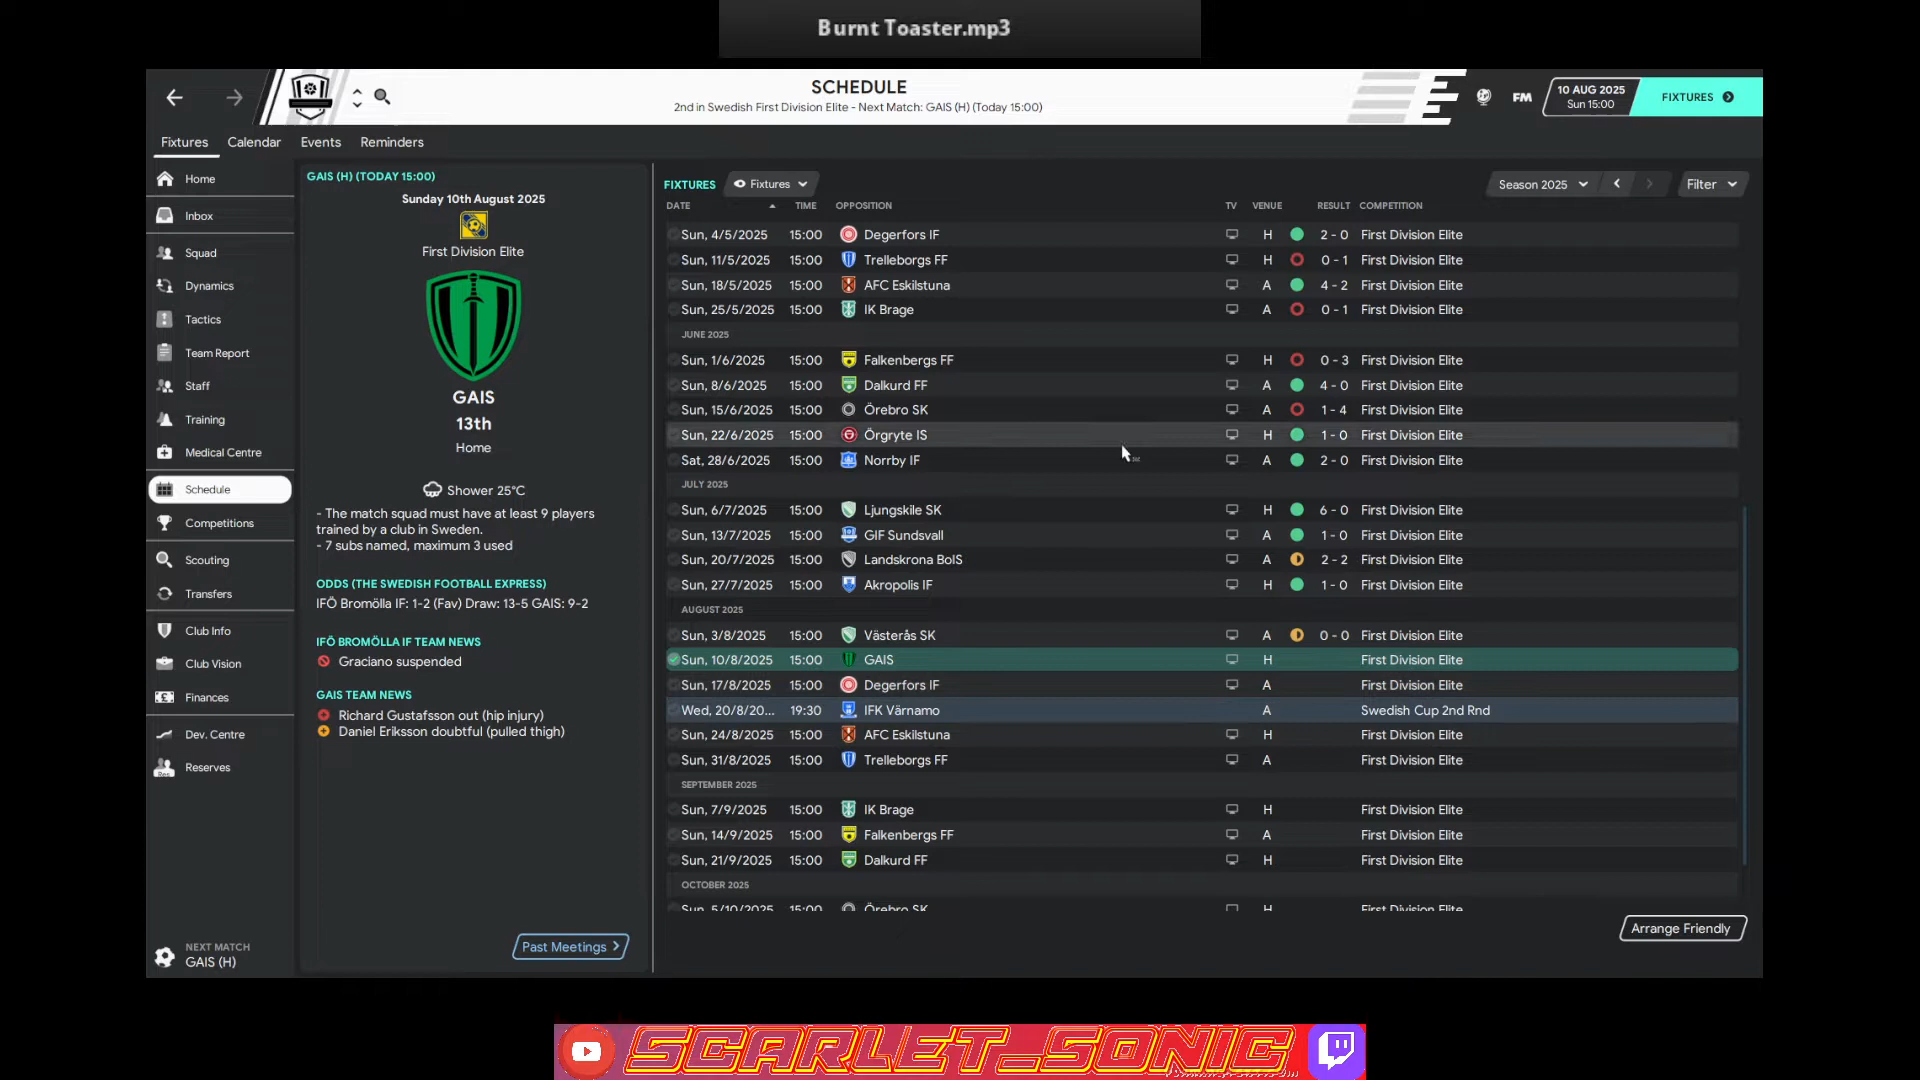 Burnt Toaster.mp3
SCHEDULE
2nd in Swedish First Division Elite - Next Match: GAIS (H) (Today 15:00)
FM
10 AUG 2025
Sun 15:00
FIXTURES
Fixtures Calendar Events Reminders
Home
Inbox
Squad
Dynamics
Tactics
Team Report
Staff
Training
Medical Centre
Schedule
Competitions
Scouting
Transfers
Club Info
Club Vision
Finances
Dev. Centre
Reserves
NEXT MATCH
GAIS (H)
GAIS (H) (TODAY 15:00)
Sunday 10th August 2025
First Division Elite
GAIS
13th
Home
Shower 25°C
- The match squad must have at least 9 players
trained by a club in Sweden.
- 7 subs named, maximum 3 used
ODDS (THE SWEDISH FOOTBALL EXPRESS)
IFÖ Bromölla IF: 1-2 (Fav) Draw: 13-5 GAIS: 9-2
IFÖ BROMÖLLA IF TEAM NEWS
Graciano suspended
GAIS TEAM NEWS
Richard Gustafsson out (hip injury)
Daniel Eriksson doubtful (pulled thigh)
Past Meetings
FIXTURES Fixtures Season 2025 Filter
DATE TIME OPPOSITION TV VENUE RESULT COMPETITION
Sun, 4/5/2025 15:00 Degerfors IF H 2 - 0 First Division Elite
Sun, 11/5/2025 15:00 Trelleborgs FF H 0 - 1 First Division Elite
Sun, 18/5/2025 15:00 AFC Eskilstuna A 4 - 2 First Division Elite
Sun, 25/5/2025 15:00 IK Brage A 0 - 1 First Division Elite
JUNE 2025
Sun, 1/6/2025 15:00 Falkenbergs FF H 0 - 3 First Division Elite
Sun, 8/6/2025 15:00 Dalkurd FF A 4 - 0 First Division Elite
Sun, 15/6/2025 15:00 Örebro SK A 1 - 4 First Division Elite
Sun, 22/6/2025 15:00 Örgryte IS H 1 - 0 First Division Elite
Sat, 28/6/2025 15:00 Norrby IF A 2 - 0 First Division Elite
JULY 2025
Sun, 6/7/2025 15:00 Ljungskile SK H 6 - 0 First Division Elite
Sun, 13/7/2025 15:00 GIF Sundsvall A 1 - 0 First Division Elite
Sun, 20/7/2025 15:00 Landskrona BoIS A 2 - 2 First Division Elite
Sun, 27/7/2025 15:00 Akropolis IF H 1 - 0 First Division Elite
AUGUST 2025
Sun, 3/8/2025 15:00 Västerås SK A 0 - 0 First Division Elite
Sun, 10/8/2025 15:00 GAIS H First Division Elite
Sun, 17/8/2025 15:00 Degerfors IF A First Division Elite
Wed, 20/8/20... 19:30 IFK Värnamo A Swedish Cup 2nd Rnd
Sun, 24/8/2025 15:00 AFC Eskilstuna H First Division Elite
Sun, 31/8/2025 15:00 Trelleborgs FF A First Division Elite
SEPTEMBER 2025
Sun, 7/9/2025 15:00 IK Brage H First Division Elite
Sun, 14/9/2025 15:00 Falkenbergs FF A First Division Elite
Sun, 21/9/2025 15:00 Dalkurd FF H First Division Elite
OCTOBER 2025
Sun, 5/10/2025 15:00 Örebro SK H First Division Elite
Arrange Friendly
SCARLET_SONIC